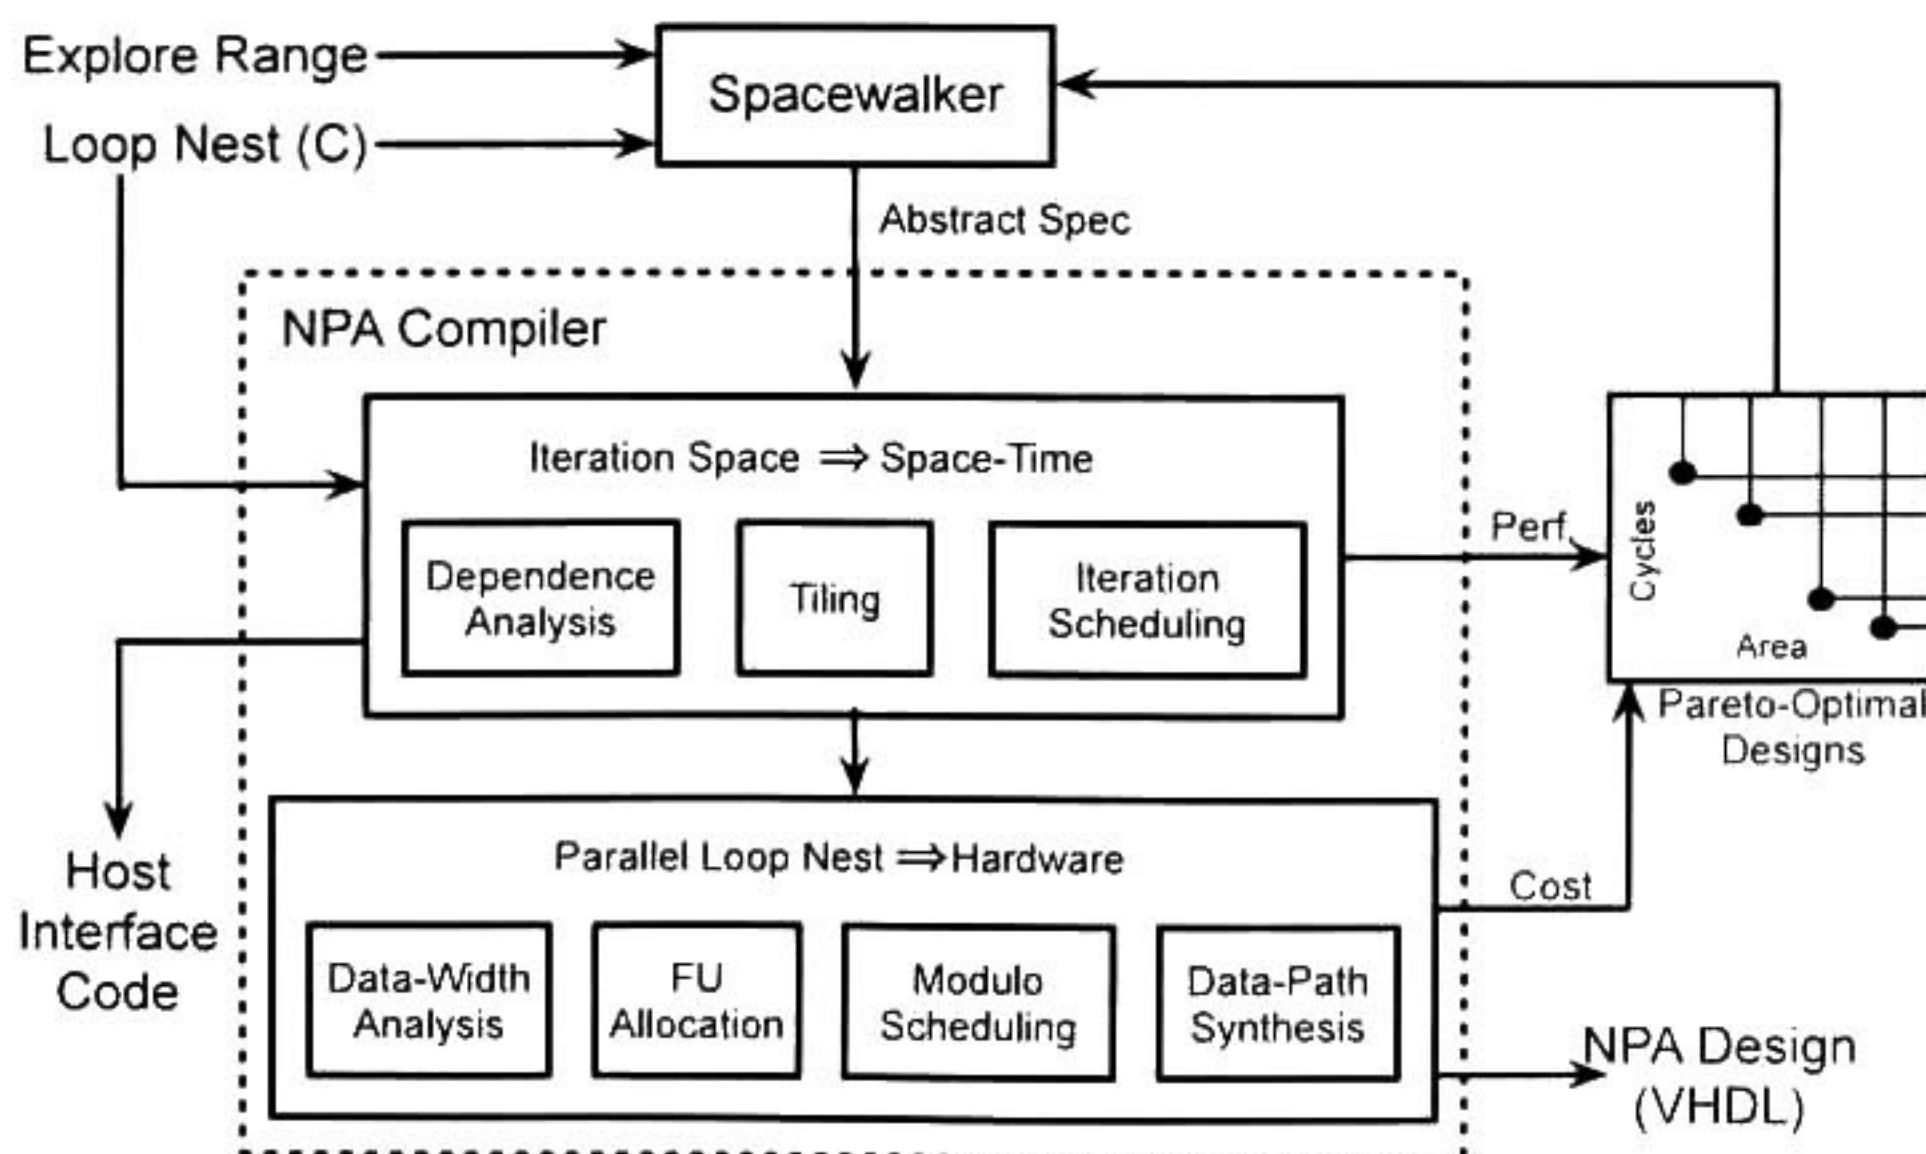 Explore Range
Spacewalker
Loop Nest (C)
Abstract Spec
NPA Compiler
Iteration Space ⇒ Space-Time
Dependence
Analysis
Tiling
Iteration
Scheduling
Perf.
Cycles
Area
Pareto-Optimal
Designs
Parallel Loop Nest ⇒Hardware
Cost
Host
Interface
Code
Data-Width
Analysis
FU
Allocation
Modulo
Scheduling
Data-Path
Synthesis
NPA Design
(VHDL)